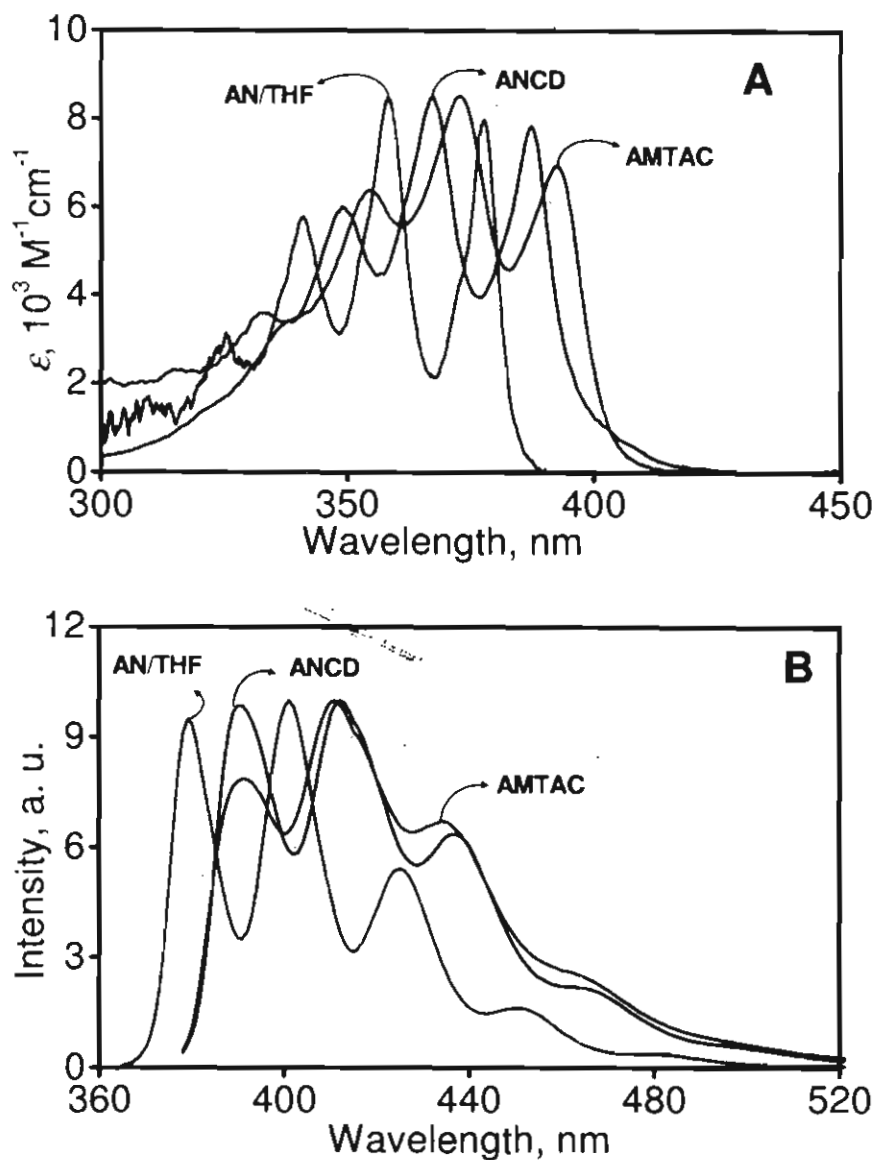 10
A
AN/THF
ANCD
8
AMTAC
6
4
2
0
ε, 10³ M⁻¹cm⁻¹
300 350 400 450
Wavelength, nm
12
B
AN/THF
ANCD
9
AMTAC
6
3
0
Intensity, a. u.
360 400 440 480 520
Wavelength, nm